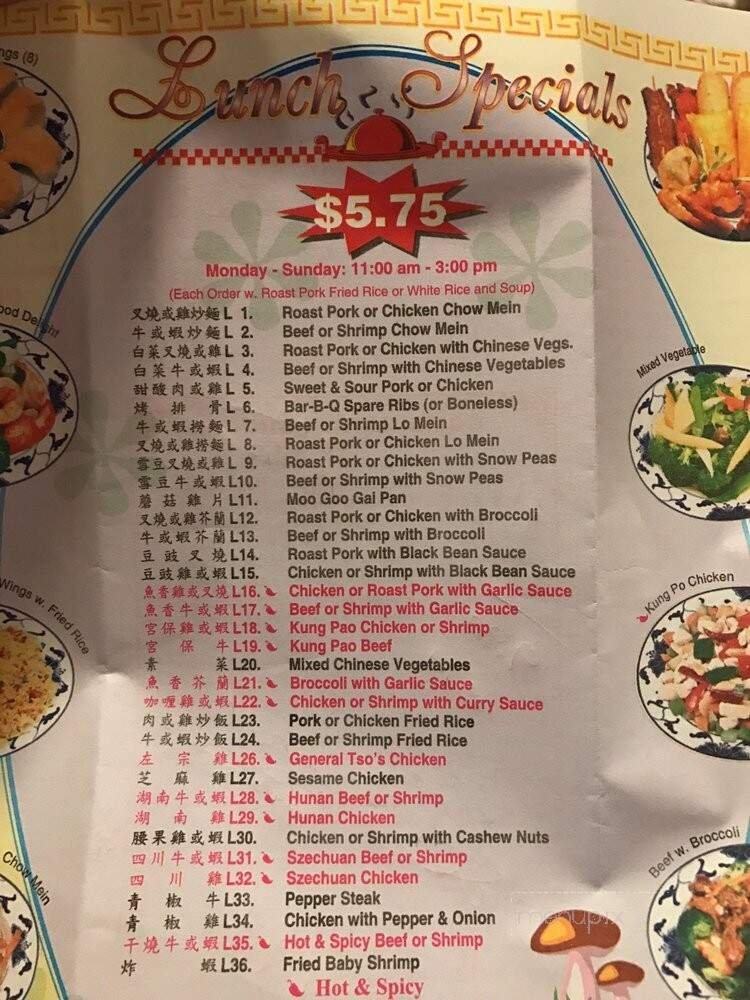 ngs (8)
Lunch Specials
$5.75
Monday - Sunday: 11:00 am - 3:00 pm
(Each Order w. Roast Pork Fried Rice or White Rice and Soup)
叉燒或雞炒麵 L 1. Roast Pork or Chicken Chow Mein
牛或蝦炒麵 L 2. Beef or Shrimp Chow Mein
白菜叉燒或雞 L 3. Roast Pork or Chicken with Chinese Vegs.
白菜牛或蝦 L 4. Beef or Shrimp with Chinese Vegetables
甜酸肉或雞 L 5. Sweet & Sour Pork or Chicken
烤排骨 L 6. Bar-B-Q Spare Ribs (or Boneless)
牛或蝦撈麵 L 7. Beef or Shrimp Lo Mein
叉燒或雞撈麵 L 8. Roast Pork or Chicken Lo Mein
雪豆叉燒或雞 L 9. Roast Pork or Chicken with Snow Peas
雪豆牛或蝦 L10. Beef or Shrimp with Snow Peas
蘑菇雞片 L11. Moo Goo Gai Pan
叉燒或雞芥蘭 L12. Roast Pork or Chicken with Broccoli
牛或蝦芥蘭 L13. Beef or Shrimp with Broccoli
豆豉叉燒 L14. Roast Pork with Black Bean Sauce
豆豉雞或蝦 L15. Chicken or Shrimp with Black Bean Sauce
魚香雞或叉燒 L16. Chicken or Roast Pork with Garlic Sauce
魚香牛或蝦 L17. Beef or Shrimp with Garlic Sauce
宮保雞或蝦 L18. Kung Pao Chicken or Shrimp
宮保牛 L19. Kung Pao Beef
素菜 L20. Mixed Chinese Vegetables
魚香芥蘭 L21. Broccoli with Garlic Sauce
咖喱雞或蝦 L22. Chicken or Shrimp with Curry Sauce
肉或雞炒飯 L23. Pork or Chicken Fried Rice
牛或蝦炒飯 L24. Beef or Shrimp Fried Rice
左宗雞 L26. General Tso's Chicken
芝麻雞 L27. Sesame Chicken
湖南牛或蝦 L28. Hunan Beef or Shrimp
湖南雞 L29. Hunan Chicken
腰果雞或蝦 L30. Chicken or Shrimp with Cashew Nuts
四川牛或蝦 L31. Szechuan Beef or Shrimp
四川雞 L32. Szechuan Chicken
青椒牛 L33. Pepper Steak
青椒雞 L34. Chicken with Pepper & Onion
干燒牛或蝦 L35. Hot & Spicy Beef or Shrimp
炸蝦 L36. Fried Baby Shrimp
Hot & Spicy
ood Delight
Wings w. Fried Rice
Chow Mein
Mixed Vegetable
Kung Po Chicken
Beef w. Broccoli
menupix